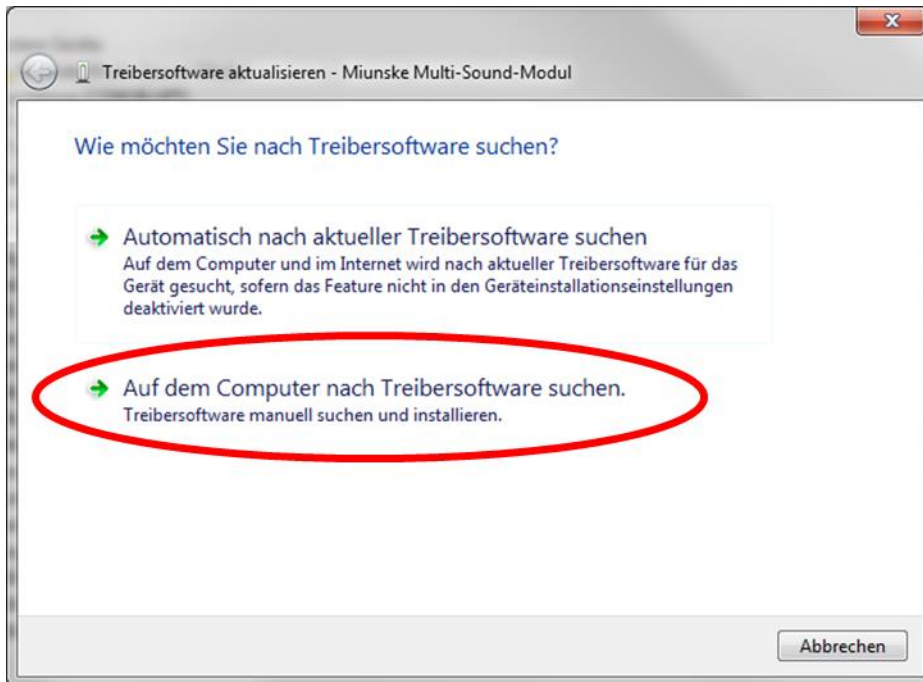 Treibersoftware aktualisieren - Miunske Multi-Sound-Modul
Wie möchten Sie nach Treibersoftware suchen?
Automatisch nach aktueller Treibersoftware suchen
Auf dem Computer und im Internet wird nach aktueller Treibersoftware für das
Gerät gesucht, sofern das Feature nicht in den Geräteinstallationseinstellungen
deaktiviert wurde.
Auf dem Computer nach Treibersoftware suchen.
Treibersoftware manuell suchen und installieren.
Abbrechen